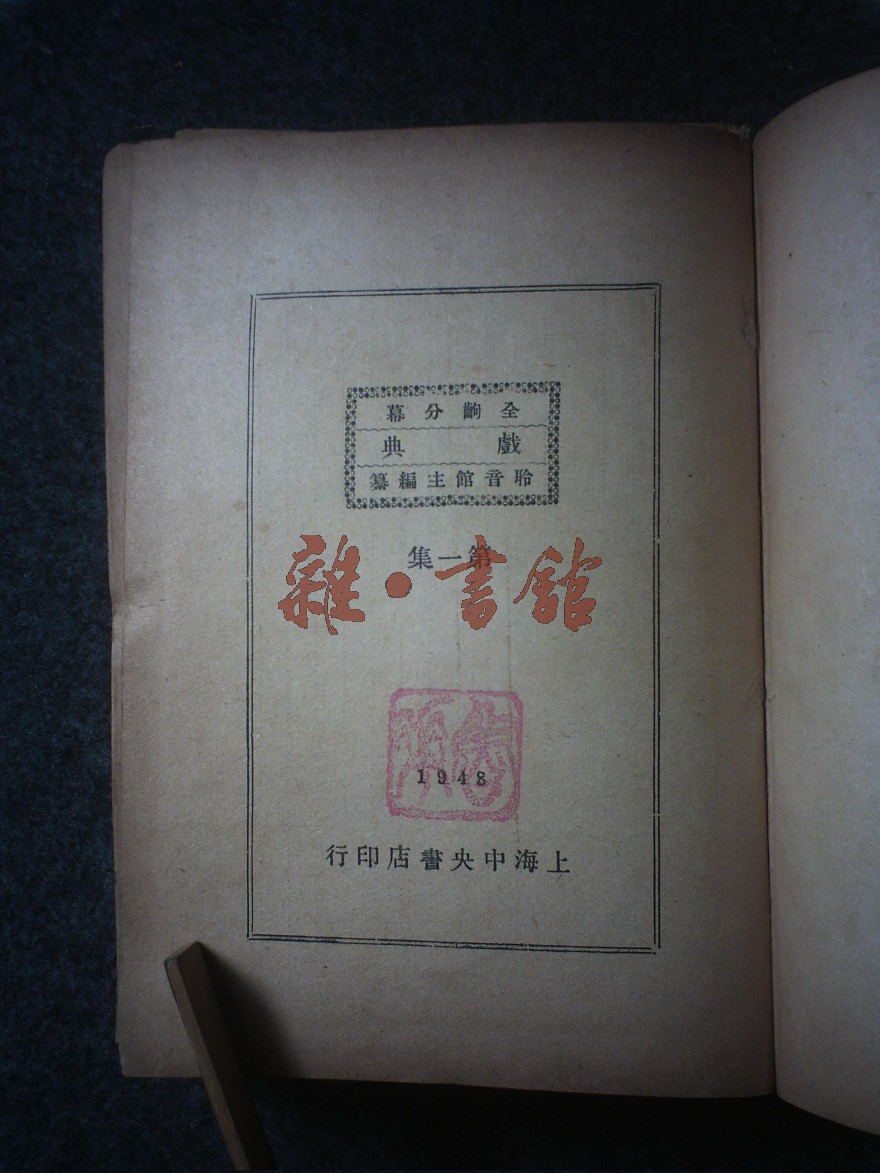 全齣分幕
戲典
聆音館主編纂
第一集
雜·書館
1948
上海中央書店印行